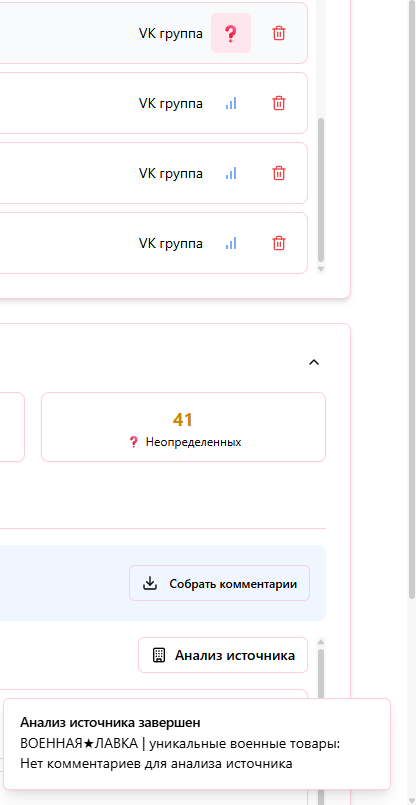 VK группа
VK группа
VK группа
VK группа
41
Неопределенных
Собрать комментарии
Анализ источника
Анализ источника завершен
ВОЕННАЯ★ЛАВКА | уникальные военные товары:
Нет комментариев для анализа источника